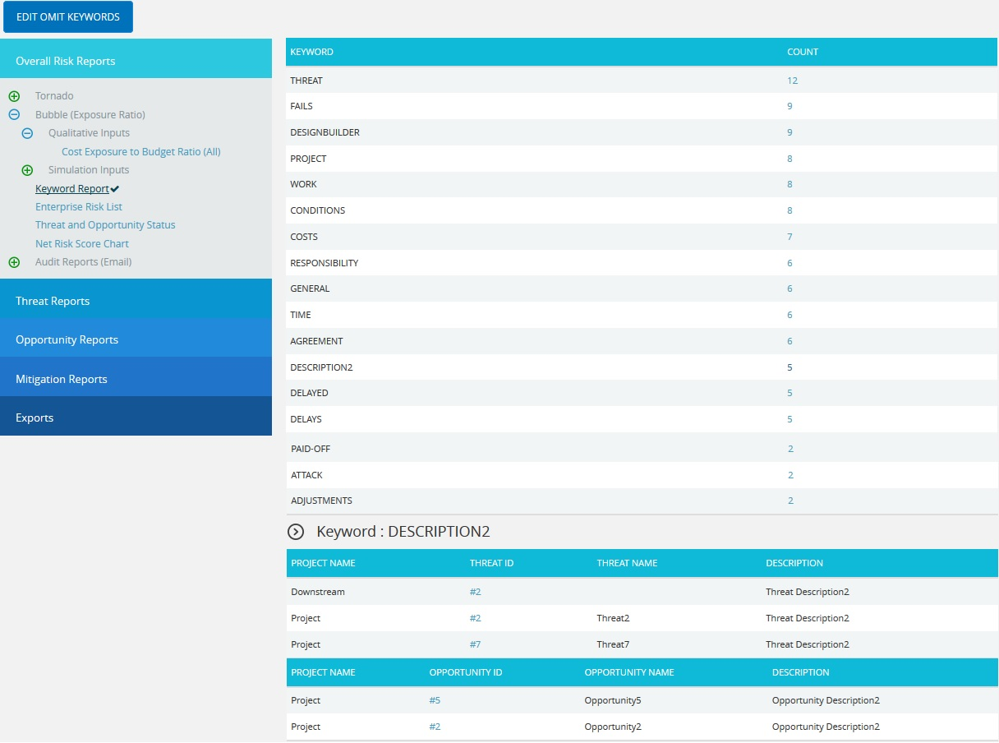 EDIT OMIT KEYWORDS
Overall Risk Reports
Tornado
Bubble (Exposure Ratio)
Qualitative Inputs
Cost Exposure to Budget Ratio (All)
Simulation Inputs
Keyword Report
Enterprise Risk List
Threat and Opportunity Status
Net Risk Score Chart
Audit Reports (Email)
Threat Reports
Opportunity Reports
Mitigation Reports
Exports
KEYWORD COUNT
THREAT 12
FAILS 9
DESIGNBUILDER 9
PROJECT 8
WORK 8
CONDITIONS 8
COSTS 7
RESPONSIBILITY 6
GENERAL 6
TIME 6
AGREEMENT 6
DESCRIPTION2 5
DELAYED 5
DELAYS 5
PAID-OFF 2
ATTACK 2
ADJUSTMENTS 2
Keyword : DESCRIPTION2
PROJECT NAME THREAT ID THREAT NAME DESCRIPTION
Downstream #2 Threat Description2
Project #2 Threat2 Threat Description2
Project #7 Threat7 Threat Description2
PROJECT NAME OPPORTUNITY ID OPPORTUNITY NAME DESCRIPTION
Project #5 Opportunity5 Opportunity Description2
Project #2 Opportunity2 Opportunity Description2